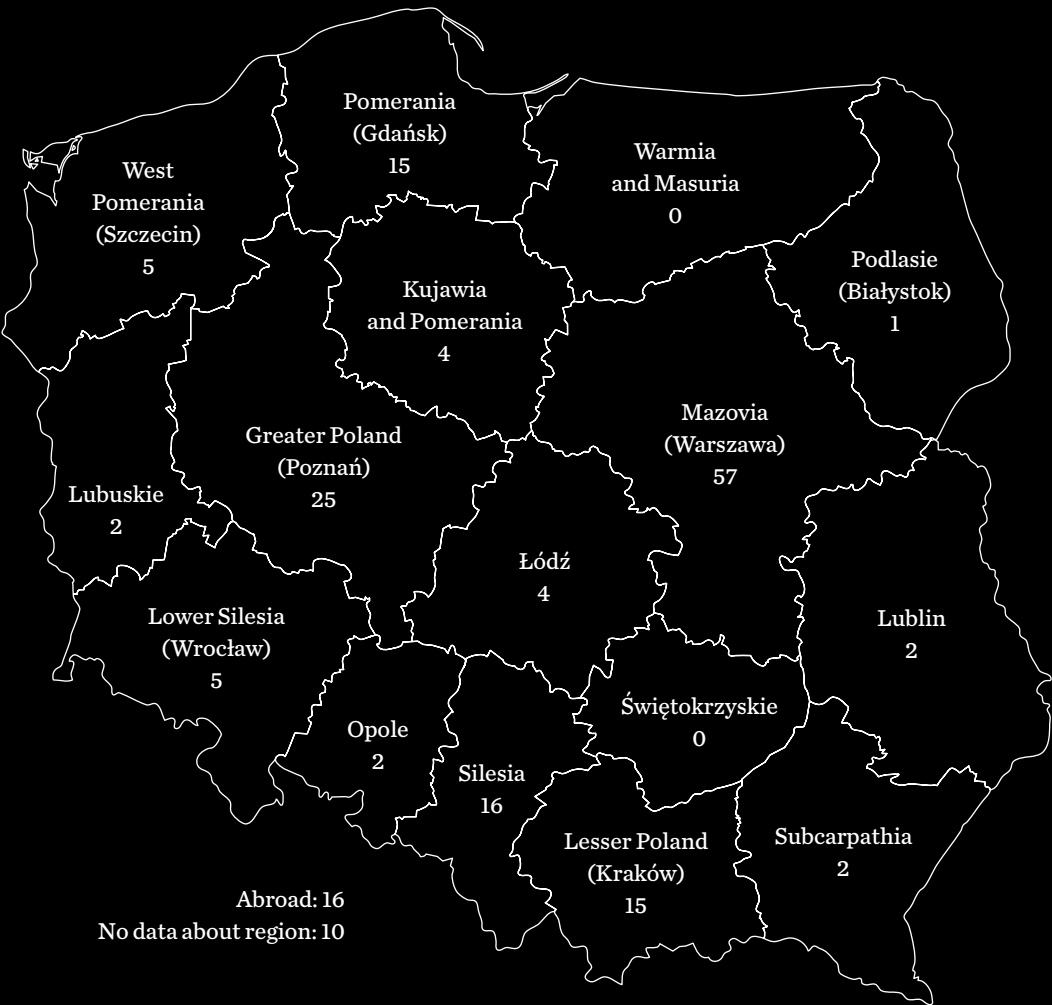 Pomerania
(Gdańsk)
15
Warmia
and Masuria
0
West
Pomerania
(Szczecin)
5
Podlasie
(Białystok)
1
Kujawia
and Pomerania
4
Mazovia
(Warszawa)
57
Greater Poland
(Poznań)
25
Lubuskie
2
Łódź
4
Lower Silesia
(Wrocław)
5
Lublin
2
Świętokrzyskie
0
Opole
2
Silesia
16
Lesser Poland
(Kraków)
15
Subcarpathia
2
Abroad: 16
No data about region: 10